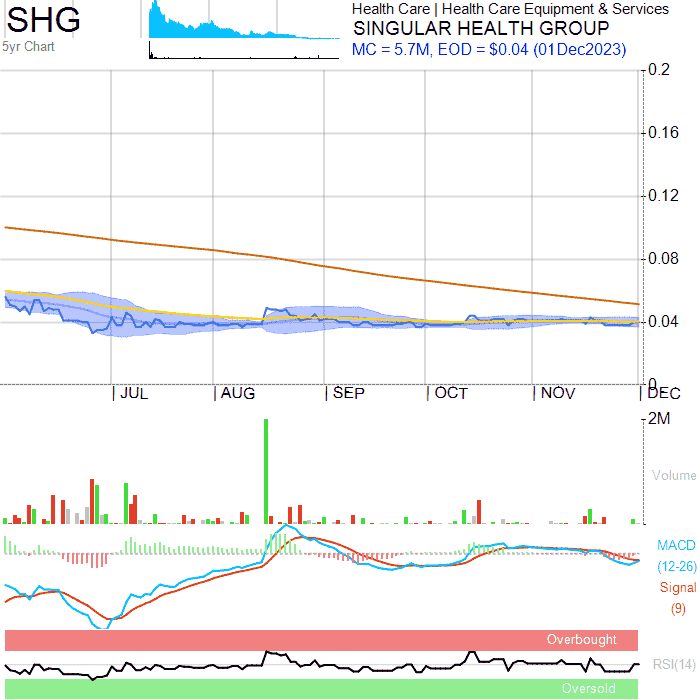 SHG
5yr Chart
Health Care | Health Care Equipment & Services
SINGULAR HEALTH GROUP
MC = 5.7M, EOD = $0.04 (01Dec2023)
0.2
0.16
0.12
0.08
0.04
0
JUL AUG SEP OCT NOV DEC
2M
Volume
MACD
(12-26)
Signal
(9)
Overbought
RSI(14)
Oversold